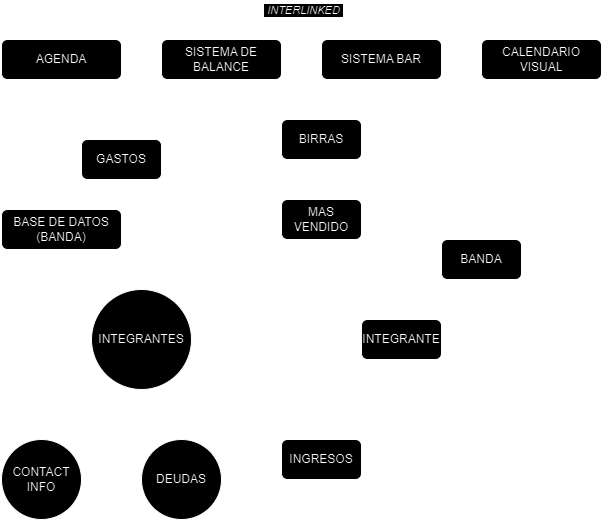 INTERLINKED
AGENDA
SISTEMA DE
BALANCE
SISTEMA BAR
CALENDARIO
VISUAL
BIRRAS
GASTOS
MAS
VENDIDO
BASE DE DATOS
(BANDA)
BANDA
INTEGRANTES
INTEGRANTE
CONTACT
INFO
DEUDAS
INGRESOS